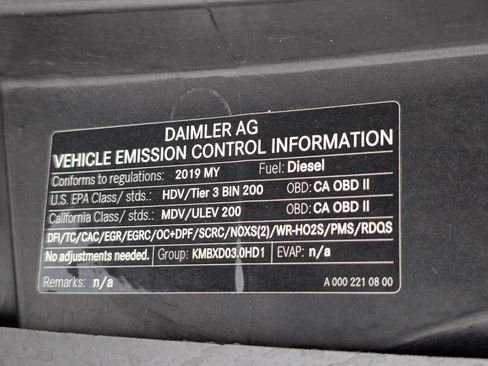 DAIMLER AG
VEHICLE EMISSION CONTROL INFORMATION
Conforms to regulations: 2019 MY Fuel: Diesel
U.S. EPA Class/ stds.: HDV/Tier 3 BIN 200 OBD: CA OBD II
California Class/ stds.: MDV/ULEV 200 OBD: CA OBD II
DFI/TC/CAC/EGR/EGRC/OC+DPF/SCRC/NOXS(2)/WR-HO2S/PMS/RDQS
No adjustments needed. Group: KMBXD03.0HD1 EVAP: n/a
Remarks: n/a A 000 221 08 00